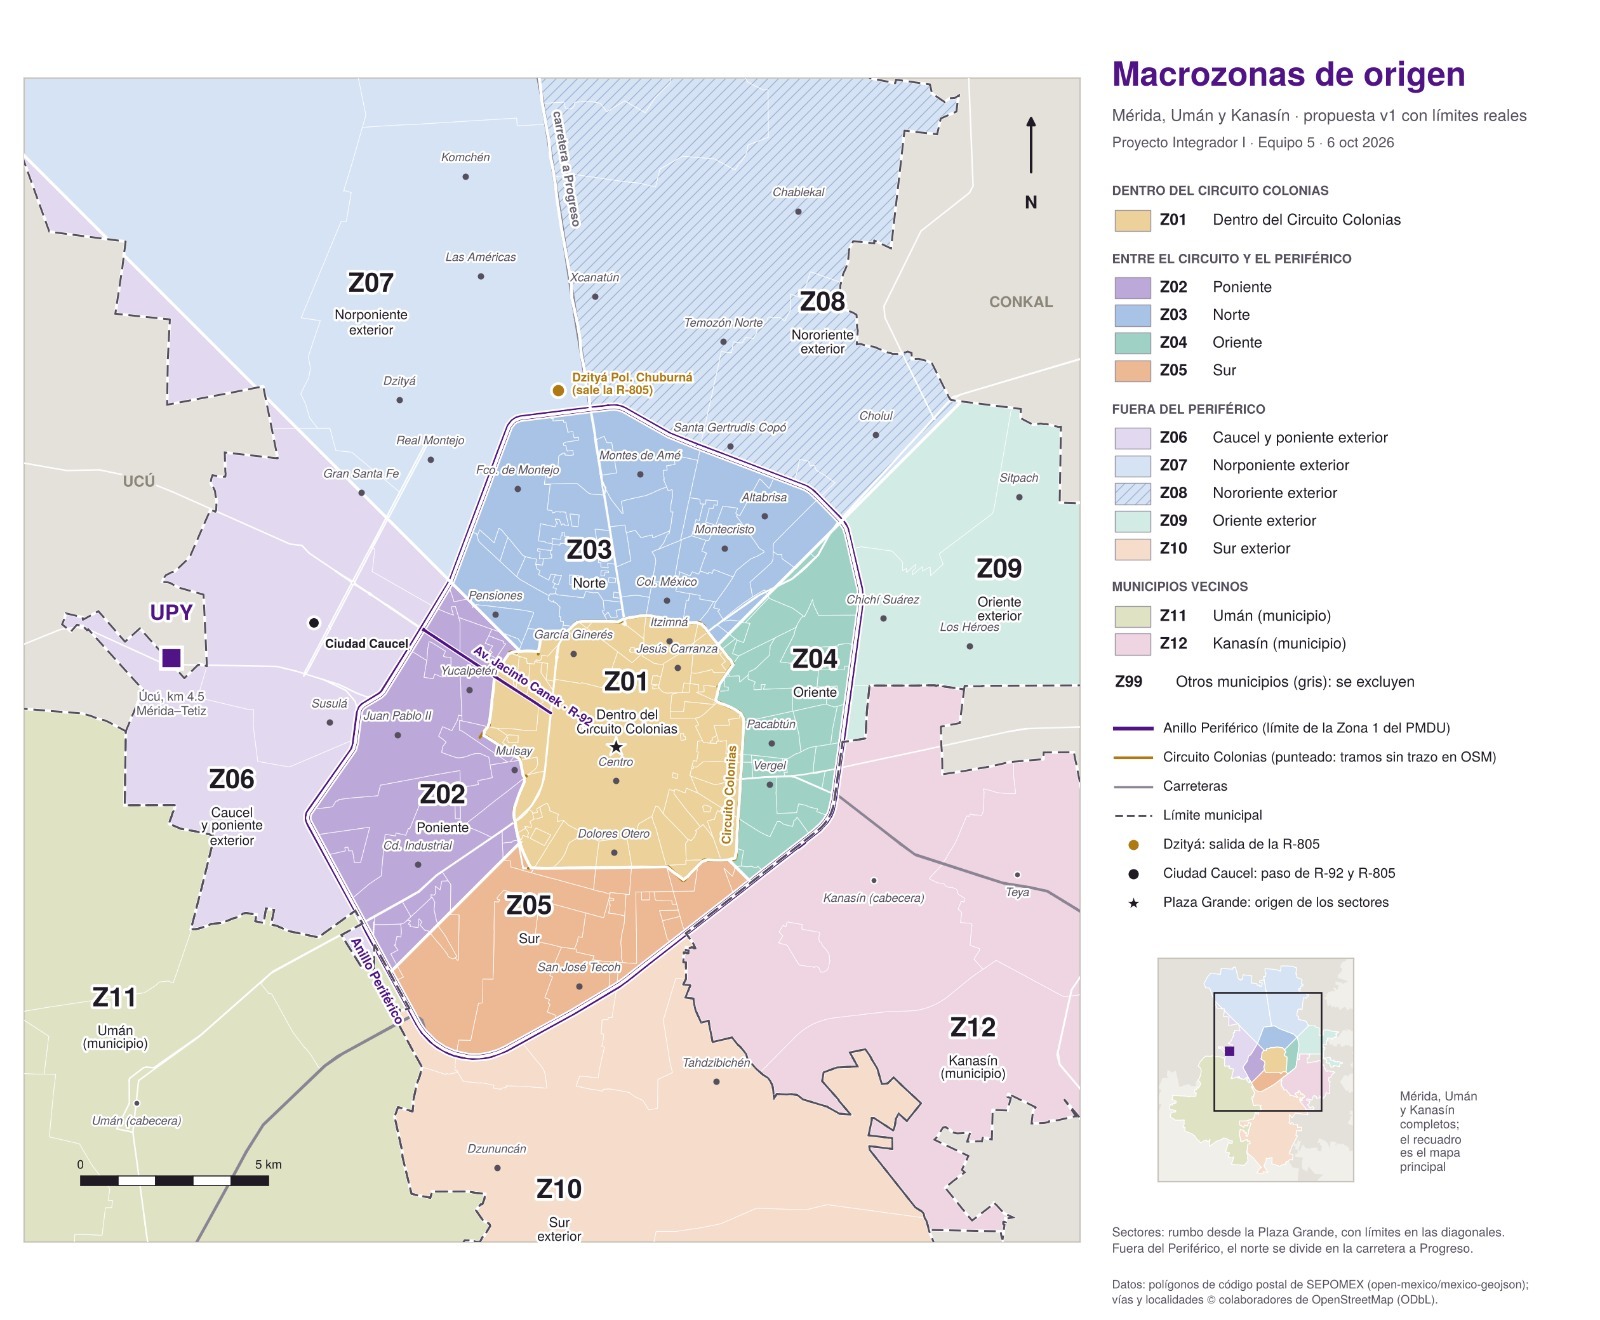 Macrozonas de origen
Mérida, Umán y Kanasín · propuesta v1 con límites reales
Proyecto Integrador I · Equipo 5 · 6 oct 2026
DENTRO DEL CIRCUITO COLONIAS
Z01 Dentro del Circuito Colonias
ENTRE EL CIRCUITO Y EL PERIFÉRICO
Z02 Poniente
Z03 Norte
Z04 Oriente
Z05 Sur
FUERA DEL PERIFÉRICO
Z06 Caucel y poniente exterior
Z07 Norponiente exterior
Z08 Nororiente exterior
Z09 Oriente exterior
Z10 Sur exterior
MUNICIPIOS VECINOS
Z11 Umán (municipio)
Z12 Kanasín (municipio)
Z99 Otros municipios (gris): se excluyen
Anillo Periférico (límite de la Zona 1 del PMDU)
Circuito Colonias (punteado: tramos sin trazo en OSM)
Carreteras
Límite municipal
Dzityá: salida de la R-805
Ciudad Caucel: paso de R-92 y R-805
Plaza Grande: origen de los sectores
Mérida, Umán
y Kanasín
completos;
el recuadro
es el mapa
principal
Sectores: rumbo desde la Plaza Grande, con límites en las diagonales.
Fuera del Periférico, el norte se divide en la carretera a Progreso.
Datos: polígonos de código postal de SEPOMEX (open-mexico/mexico-geojson);
vías y localidades © colaboradores de OpenStreetMap (ODbL).
carretera a Progreso
N
Komchén
Chablekal
Las Américas
Xcanatún
Z07
Norponiente
exterior
Z08
Nororiente
exterior
CONKAL
Temozón Norte
Dzityá
Dzityá Pol. Chuburná
(sale la R-805)
Cholul
Santa Gertrudis Copó
Real Montejo
Gran Santa Fe
UCÚ
Fco. de Montejo
Montes de Amé
Altabrisa
Sitpach
Montecristo
Z03
Norte
Z09
Oriente
exterior
Col. México
Pensiones
Chichí Suárez
Los Héroes
UPY
Ciudad Caucel
Itzimná
García Ginerés
Jesús Carranza
Av. Jacinto Canek · R-92
Yucalpetén
Z01
Dentro del
Circuito Colonias
Z04
Oriente
Úcú, km 4.5
Mérida–Tetiz
Susulá
Juan Pablo II
Pacabtún
Mulsay
Centro
Vergel
Circuito Colonias
Z06
Caucel
y poniente
exterior
Z02
Poniente
Cd. Industrial
Dolores Otero
Kanasín (cabecera)
Teya
Z05
Sur
San José Tecoh
Anillo Periférico
Z11
Umán
(municipio)
Z12
Kanasín
(municipio)
Tahdzibichén
Umán (cabecera)
Dzununcán
0 5 km
Z10
Sur
exterior